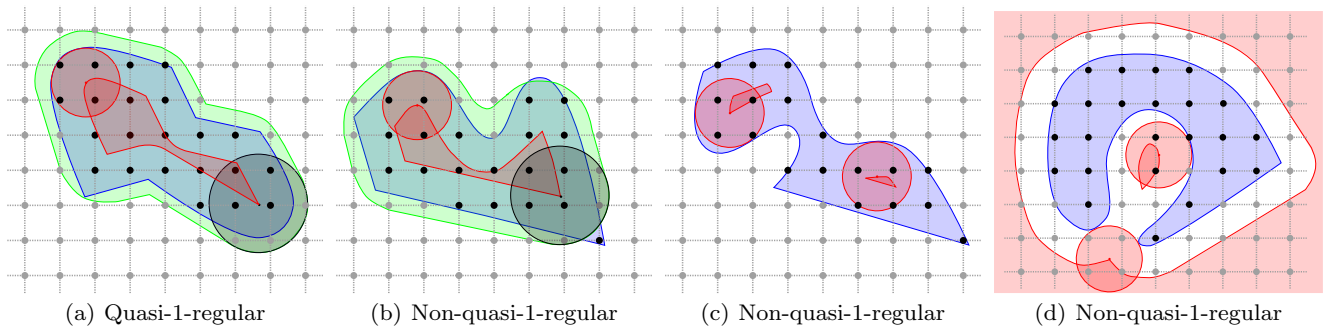 (a) Quasi-1-regular
(b) Non-quasi-1-regular
(c) Non-quasi-1-regular
(d) Non-quasi-1-regular